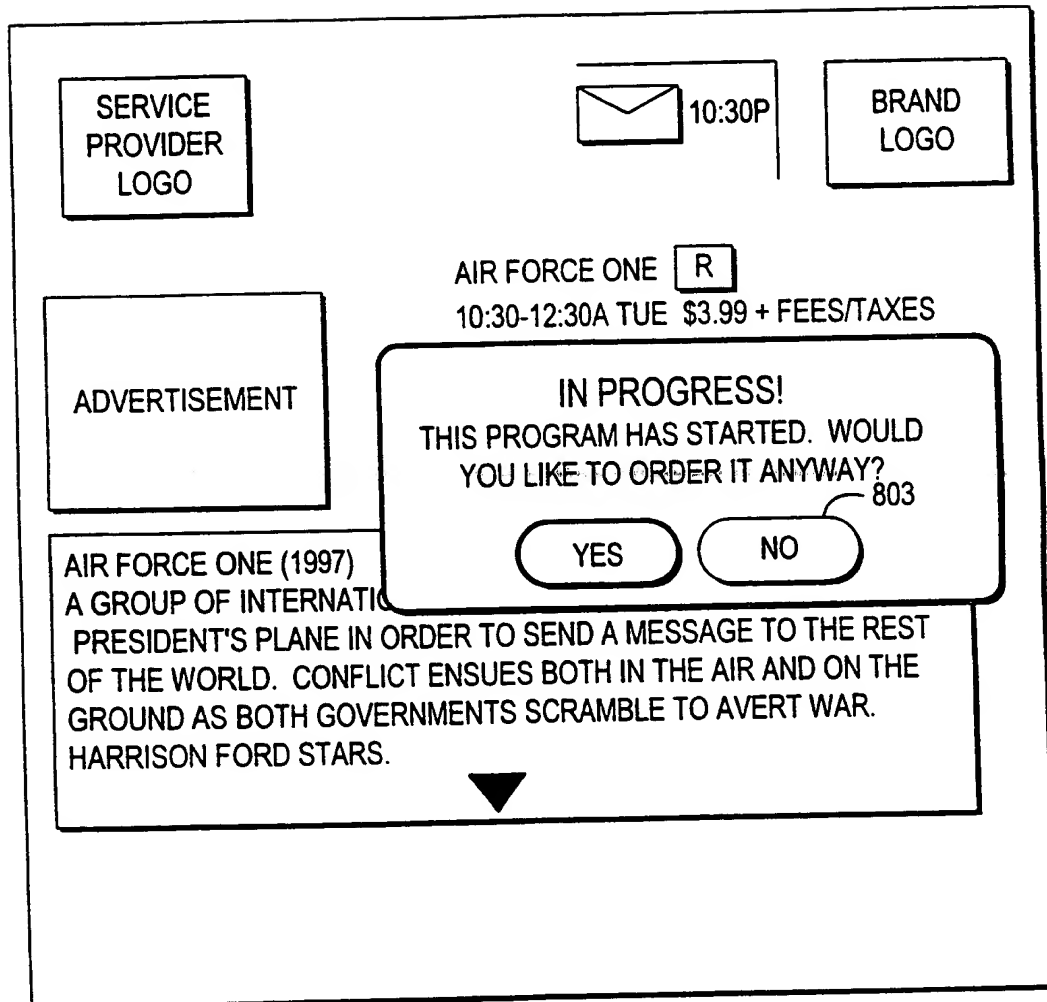 SERVICE
PROVIDER
LOGO
10:30P
BRAND
LOGO
AIR FORCE ONE R
10:30-12:30A TUE $3.99 + FEES/TAXES
ADVERTISEMENT
IN PROGRESS!
THIS PROGRAM HAS STARTED. WOULD
YOU LIKE TO ORDER IT ANYWAY?
803
YES NO
AIR FORCE ONE (1997)
A GROUP OF INTERNATIC
PRESIDENT'S PLANE IN ORDER TO SEND A MESSAGE TO THE REST
OF THE WORLD. CONFLICT ENSUES BOTH IN THE AIR AND ON THE
GROUND AS BOTH GOVERNMENTS SCRAMBLE TO AVERT WAR.
HARRISON FORD STARS.